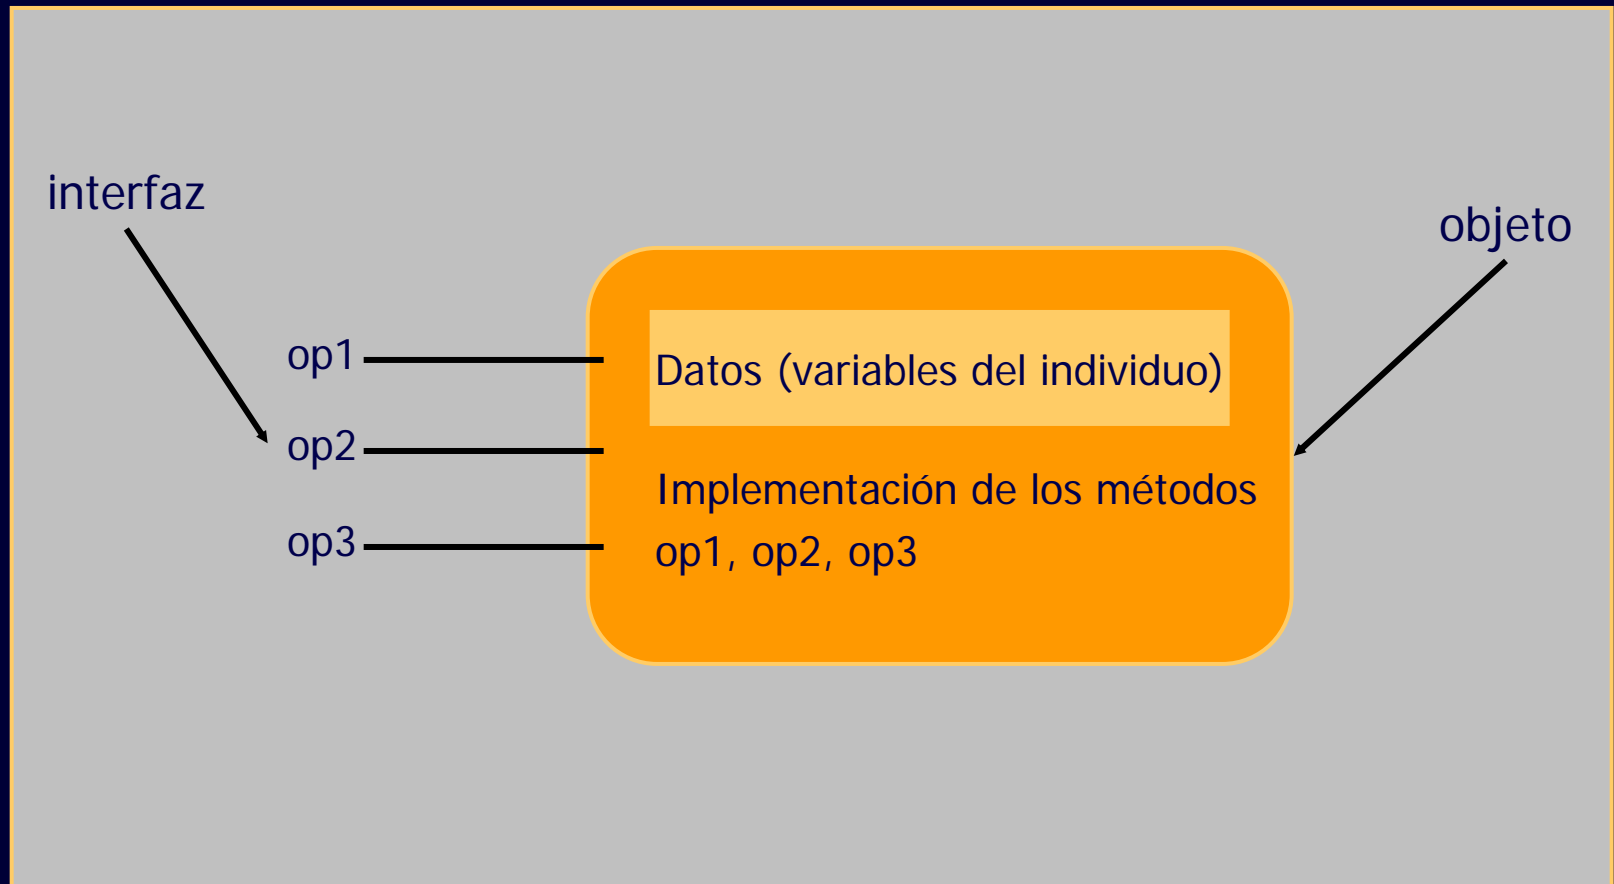 interfaz
objeto
op1
Datos (variables del individuo)
op2
Implementación de los métodos
op3
op1, op2, op3